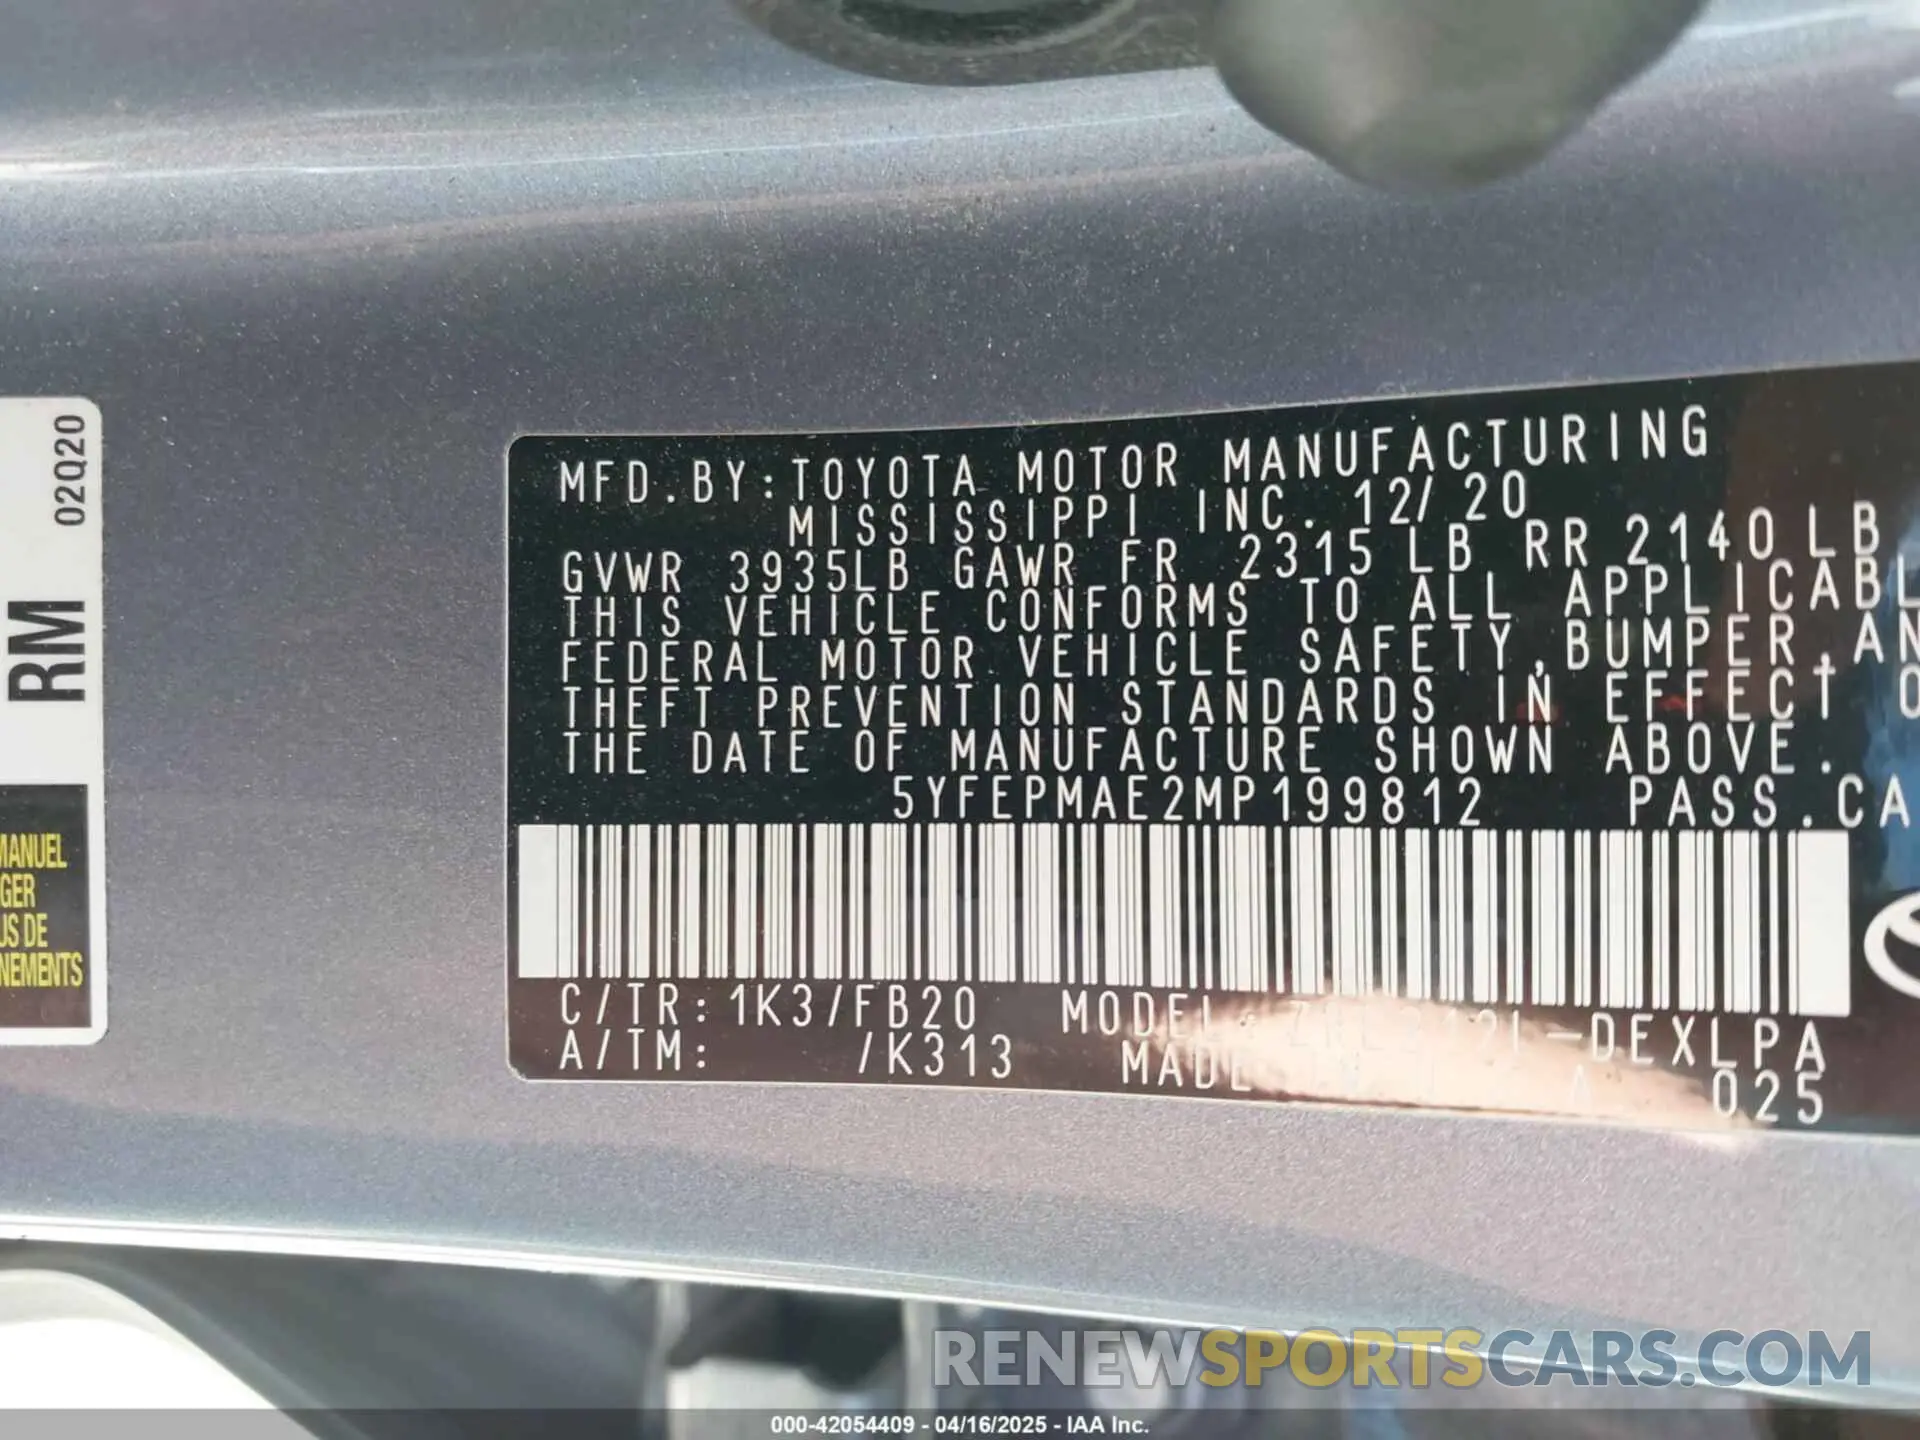 MFD.BY:TOYOTA MOTOR MANUFACTURING
MISSISSIPPI INC. 12/20
GVWR 3935LB GAWR FR 2315 LB RR 2140LB
THIS VEHICLE CONFORMS TO ALL APPLICABL
FEDERAL MOTOR VEHICLE SAFETY,BUMPER,AN
THEFT PREVENTION STANDARDS IN EFFECT O
THE DATE OF MANUFACTURE SHOWN ABOVE.
5YFEPMAE2MP199812 PASS.CA
C/TR:1K3/FB20 MODEL: -DEXLPA
A/TM: /K313 MADE A 025
02Q20
RM
MANUEL
GER
US DE
NEMENTS
RENEWSPORTSCARS.COM
000-42054409 - 04/16/2025 - IAA Inc.